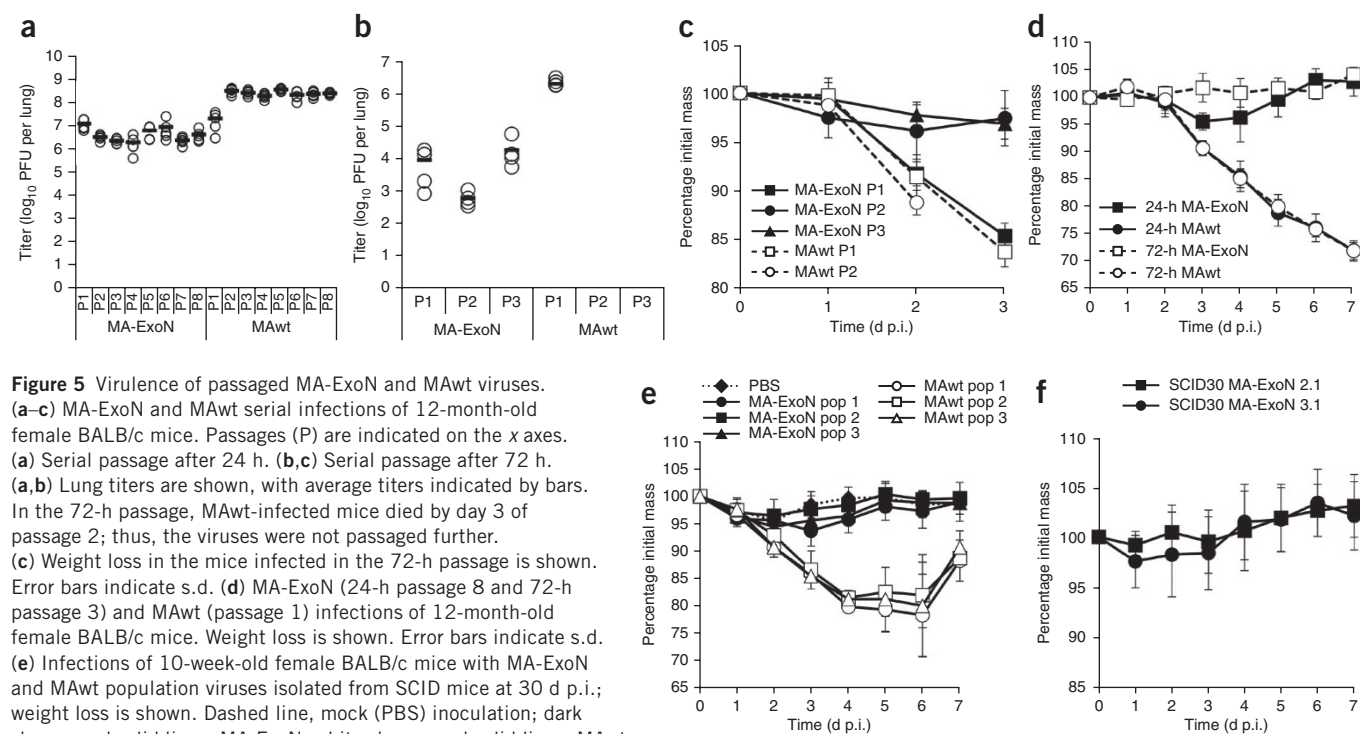 a
Titer (log10 PFU per lung)
10
9
8
7
6
5
4
3
2
1
0
P1 P2 P3 P4 P5 P6 P7 P8 P1 P2 P3 P4 P5 P6 P7 P8
MA-ExoN MAwt
b
Titer (log10 PFU per lung)
7
6
5
4
3
2
1
0
P1 P2 P3 P1 P2 P3
MA-ExoN MAwt
c
Percentage initial mass
105
100
95
90
85
80
MA-ExoN P1
MA-ExoN P2
MA-ExoN P3
MAwt P1
MAwt P2
0 1 2 3
Time (d p.i.)
d
Percentage initial mass
110
105
100
95
90
85
80
75
70
65
24-h MA-ExoN
24-h MAwt
72-h MA-ExoN
72-h MAwt
0 1 2 3 4 5 6 7
Time (d p.i.)
Figure 5 Virulence of passaged MA-ExoN and MAwt viruses.
(a–c) MA-ExoN and MAwt serial infections of 12-month-old
female BALB/c mice. Passages (P) are indicated on the x axes.
(a) Serial passage after 24 h. (b,c) Serial passage after 72 h.
(a,b) Lung titers are shown, with average titers indicated by bars.
In the 72-h passage, MAwt-infected mice died by day 3 of
passage 2; thus, the viruses were not passaged further.
(c) Weight loss in the mice infected in the 72-h passage is shown.
Error bars indicate s.d. (d) MA-ExoN (24-h passage 8 and 72-h
passage 3) and MAwt (passage 1) infections of 12-month-old
female BALB/c mice. Weight loss is shown. Error bars indicate s.d.
(e) Infections of 10-week-old female BALB/c mice with MA-ExoN
and MAwt population viruses isolated from SCID mice at 30 d p.i.;
weight loss is shown. Dashed line, mock (PBS) inoculation; dark
e
PBS
MA-ExoN pop 1
MA-ExoN pop 2
MA-ExoN pop 3
MAwt pop 1
MAwt pop 2
MAwt pop 3
Percentage initial mass
110
105
100
95
90
85
80
75
70
65
0 1 2 3 4 5 6 7
Time (d p.i.)
f
SCID30 MA-ExoN 2.1
SCID30 MA-ExoN 3.1
Percentage initial mass
110
105
100
95
90
85
0 1 2 3 4 5 6 7
Time (d p.i.)